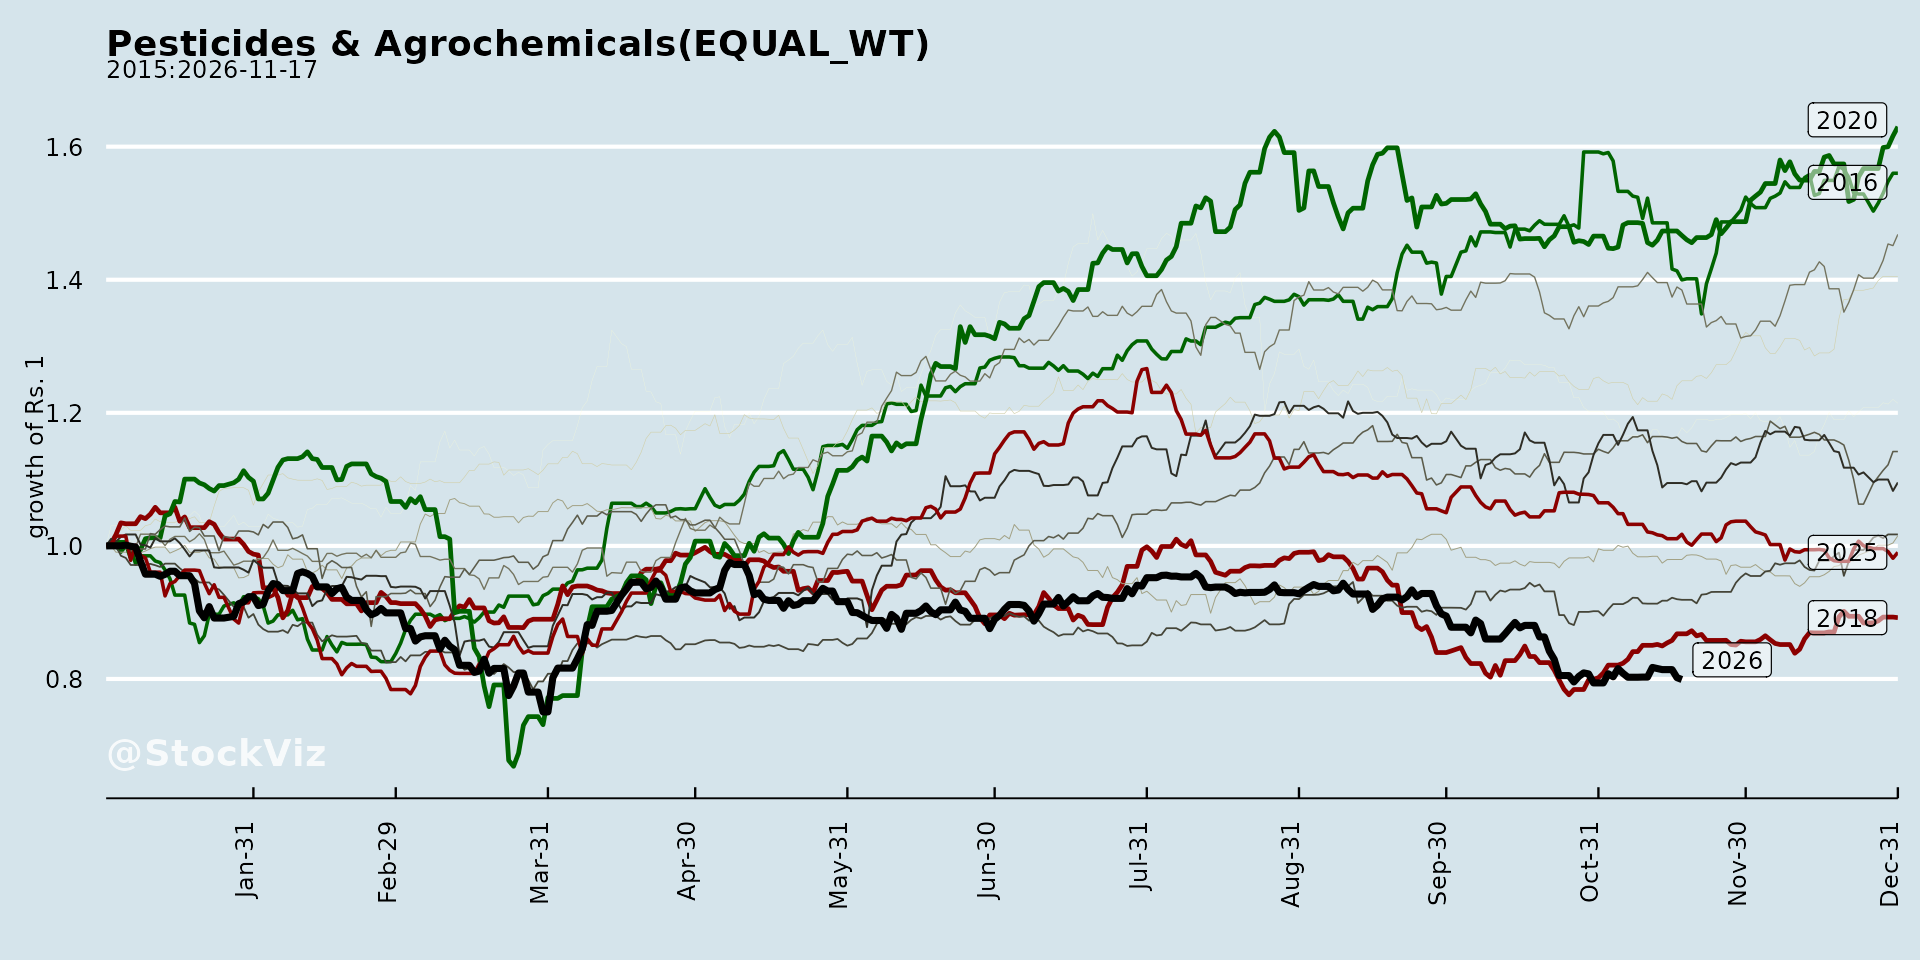 Pesticides & Agrochemicals(EQUAL_WT)
2015:2026-11-17
growth of Rs. 1
1.6
1.4
1.2
1.0
0.8
2020
2016
2025
2018
2026
@StockViz
Jan-31
Feb-29
Mar-31
Apr-30
May-31
Jun-30
Jul-31
Aug-31
Sep-30
Oct-31
Nov-30
Dec-31